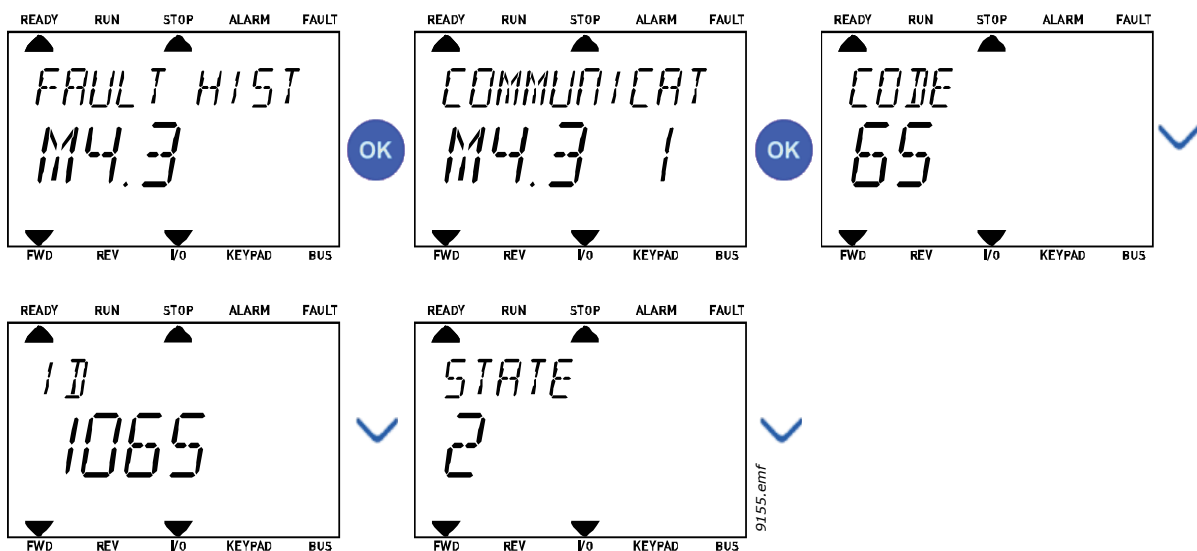 READY RUN STOP ALARM FAULT
FAULT HIST
M4.3
FWD REV I/O KEYPAD BUS
OK
READY RUN STOP ALARM FAULT
COMMUNICAT
M4.3 1
FWD REV I/O KEYPAD BUS
OK
READY RUN STOP ALARM FAULT
CODE
65
FWD REV I/O KEYPAD BUS
READY RUN STOP ALARM FAULT
ID
1065
FWD REV I/O KEYPAD BUS
READY RUN STOP ALARM FAULT
STATE
2
FWD REV I/O KEYPAD BUS
9155.emf